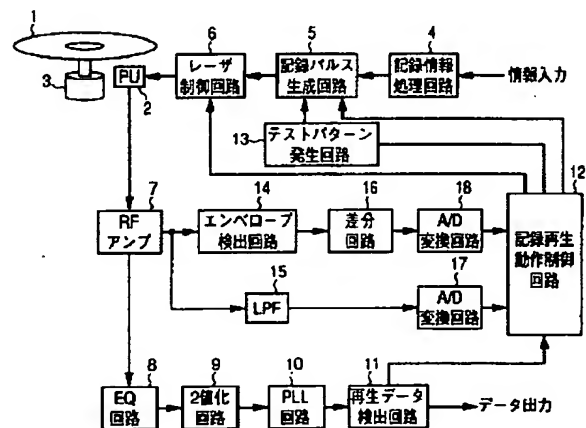 1
6
レーザ
制御回路
5
記録パルス
生成回路
4
記録情報
処理回路
情報入力
3
PU
2
13
テストパターン
発生回路
12
記録再生
動作制御
回路
7
RF
アンプ
14
エンベロープ
検出回路
16
差分
回路
18
A/D
変換回路
15
LPF
17
A/D
変換回路
8
EQ
回路
9
2値化
回路
10
PLL
回路
11
再生データ
検出回路
データ出力